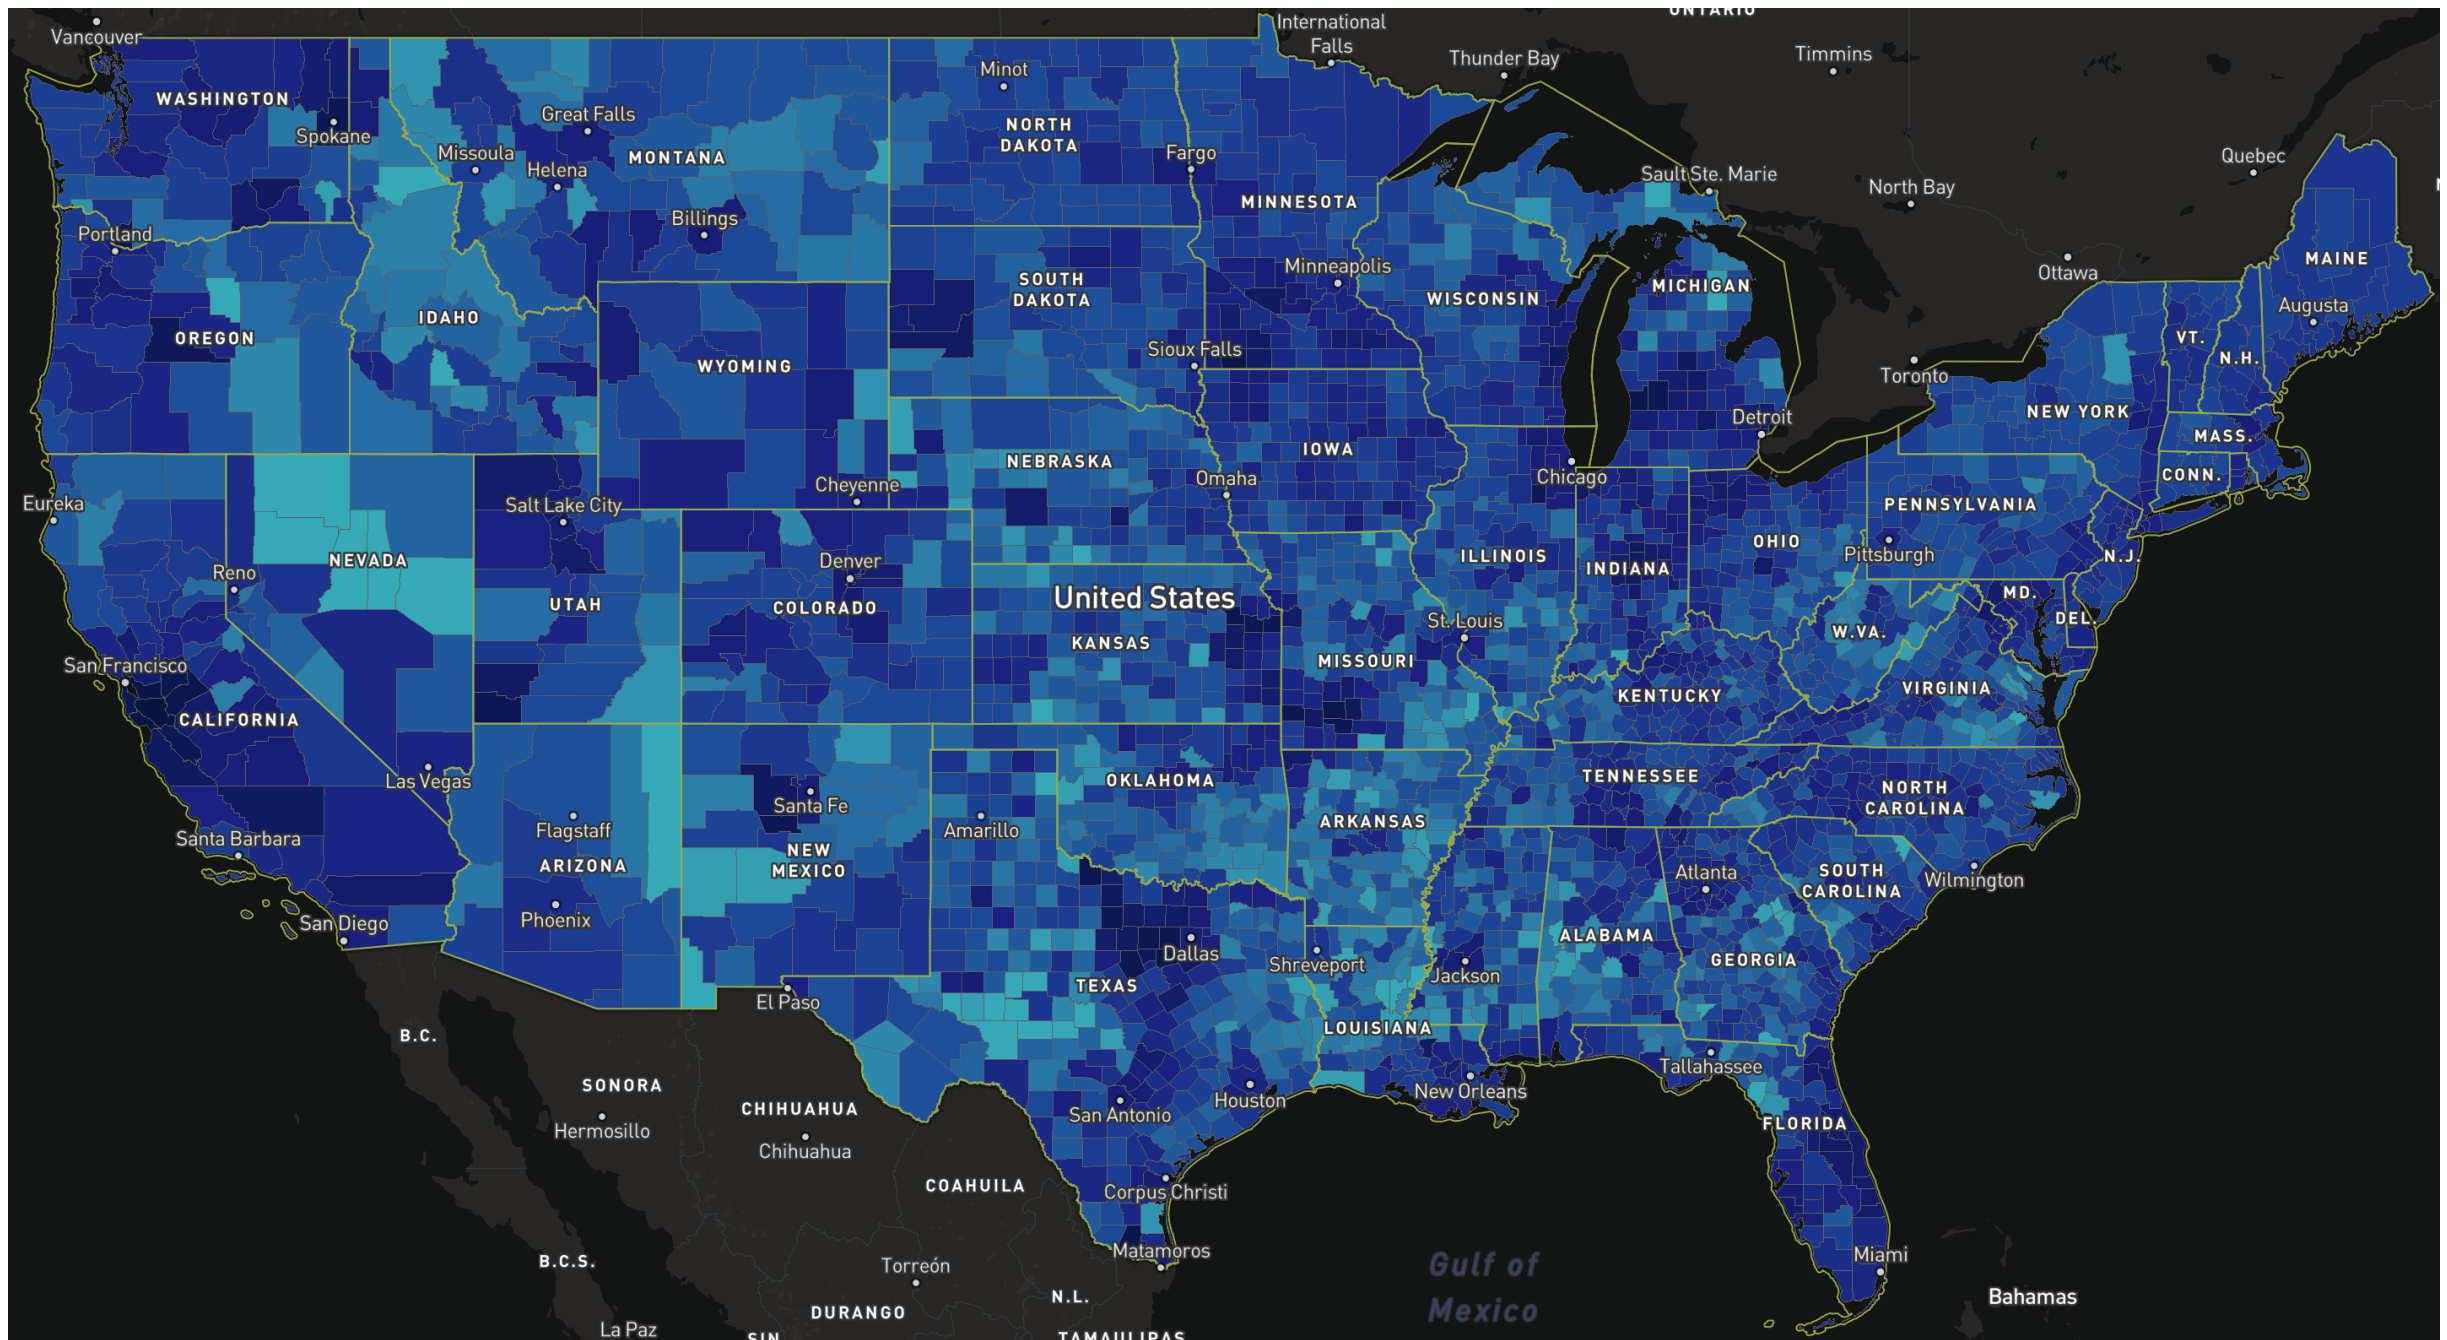 ONTARIO
International
Falls
Vancouver
Thunder Bay
Timmins
Minot
WASHINGTON
Great Falls
Spokane
NORTH
DAKOTA
Missoula
MONTANA
Fargo
Quebec
Helena
Sault Ste. Marie
North Bay
MINNESOTA
Billings
Portland
MAINE
Minneapolis
Ottawa
SOUTH
DAKOTA
MICHIGAN
WISCONSIN
Augusta
IDAHO
OREGON
VT.
Sioux Falls
N.H.
WYOMING
Toronto
NEW YORK
Detroit
MASS.
IOWA
NEBRASKA
CONN.
Chicago
Omaha
Cheyenne
Eureka
Salt Lake City
PENNSYLVANIA
OHIO
Pittsburgh
N.J.
ILLINOIS
NEVADA
Denver
INDIANA
Reno
MD.
United States
UTAH
COLORADO
DEL.
St. Louis
W.VA.
KANSAS
San Francisco
MISSOURI
VIRGINIA
KENTUCKY
CALIFORNIA
TENNESSEE
Las Vegas
OKLAHOMA
NORTH
CAROLINA
Santa Fe
ARKANSAS
Flagstaff
Amarillo
Santa Barbara
NEW
MEXICO
ARIZONA
Atlanta
SOUTH
CAROLINA
Wilmington
Phoenix
San Diego
ALABAMA
Dallas
Shreveport
GEORGIA
Jackson
TEXAS
El Paso
LOUISIANA
B.C.
Tallahassee
SONORA
New Orleans
Houston
CHIHUAHUA
San Antonio
FLORIDA
Hermosillo
Chihuahua
COAHUILA
Corpus Christi
Matamoros
Miami
B.C.S.
Torreón
Gulf of
Mexico
N.L.
Bahamas
DURANGO
La Paz
SIN.
TAMAULIPAS